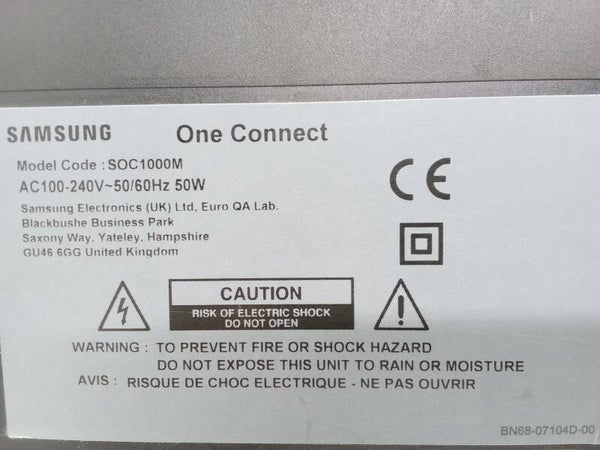 SAMSUNG One Connect
Model Code : SOC1000M
AC100-240V~50/60Hz 50W
Samsung Electronics (UK) Ltd, Euro QA Lab.
Blackbushe Business Park
Saxony Way, Yateley, Hampshire
GU46 6GG United Kingdom
CE
CAUTION
RISK OF ELECTRIC SHOCK
DO NOT OPEN
WARNING : TO PREVENT FIRE OR SHOCK HAZARD
DO NOT EXPOSE THIS UNIT TO RAIN OR MOISTURE
AVIS : RISQUE DE CHOC ELECTRIQUE - NE PAS OUVRIR
BN68-07104D-00